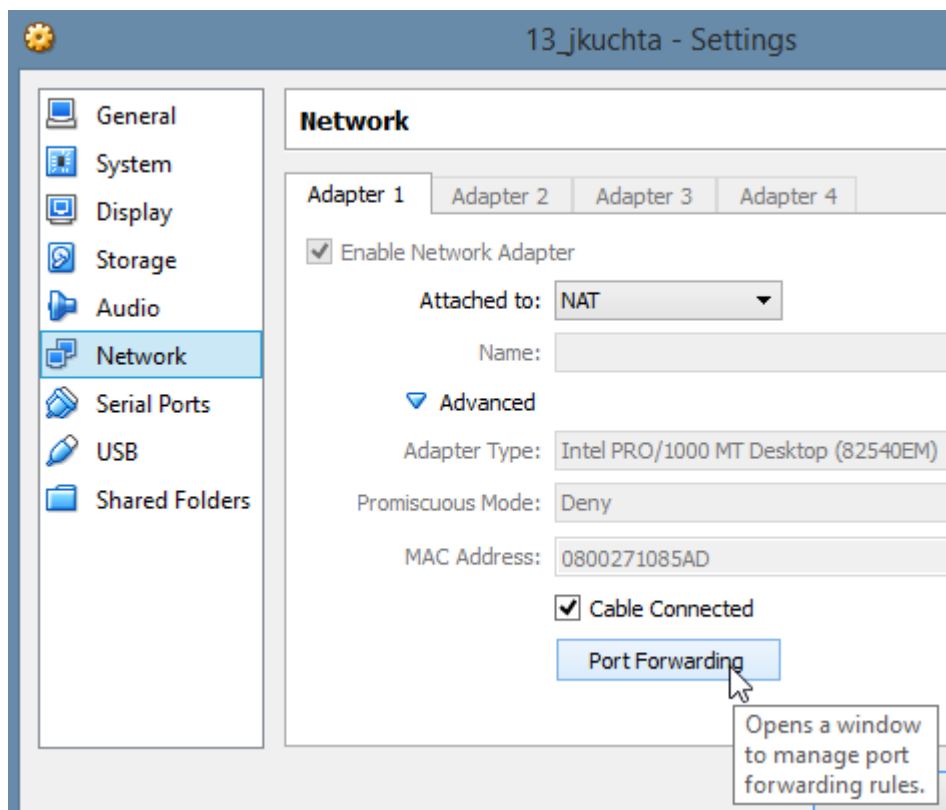 13_jkuchta - Settings
General
System
Display
Storage
Audio
Network
Serial Ports
USB
Shared Folders
Network
Adapter 1 Adapter 2 Adapter 3 Adapter 4
Enable Network Adapter
Attached to: NAT
Name:
Advanced
Adapter Type: Intel PRO/1000 MT Desktop (82540EM)
Promiscuous Mode: Deny
MAC Address: 0800271085AD
Cable Connected
Port Forwarding
Opens a window
to manage port
forwarding rules.